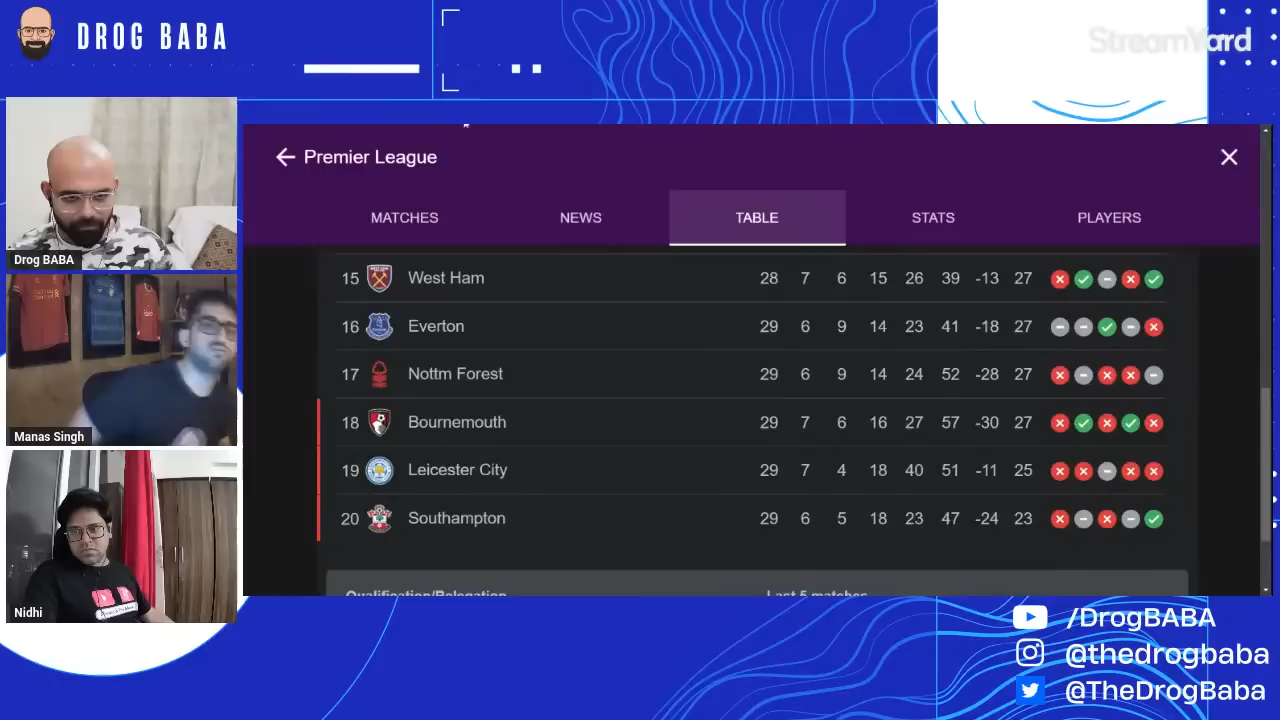 DROG BABA
StreamYard
Premier League
MATCHES NEWS TABLE STATS PLAYERS
15 West Ham 28 7 6 15 26 39 -13 27
16 Everton 29 6 9 14 23 41 -18 27
17 Nottm Forest 29 6 9 14 24 52 -28 27
18 Bournemouth 29 7 6 16 27 57 -30 27
19 Leicester City 29 7 4 18 40 51 -11 25
20 Southampton 29 6 5 18 23 47 -24 23
Qualification/Relegation Last 5 matches
Drog BABA
Manas Singh
Nidhi
/DrogBABA
@thedrogbaba
@TheDrogBaba